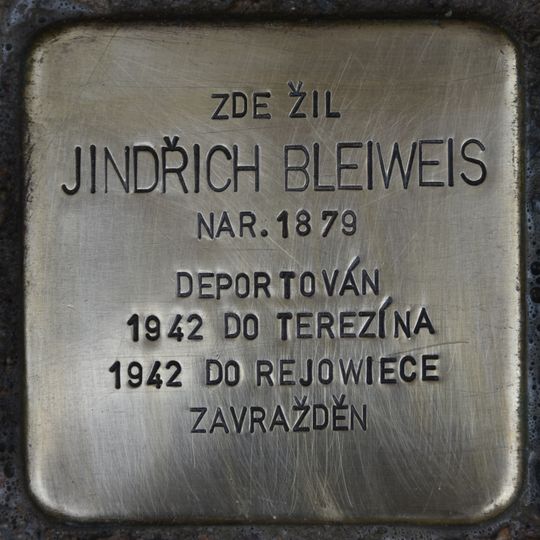 ZDE ŽIL
JINDŘICH BLEIWEIS
NAR. 1879
DEPORTOVÁN
1942 DO TEREZÍNA
1942 DO REJOWIECE
ZAVRAŽDĚN